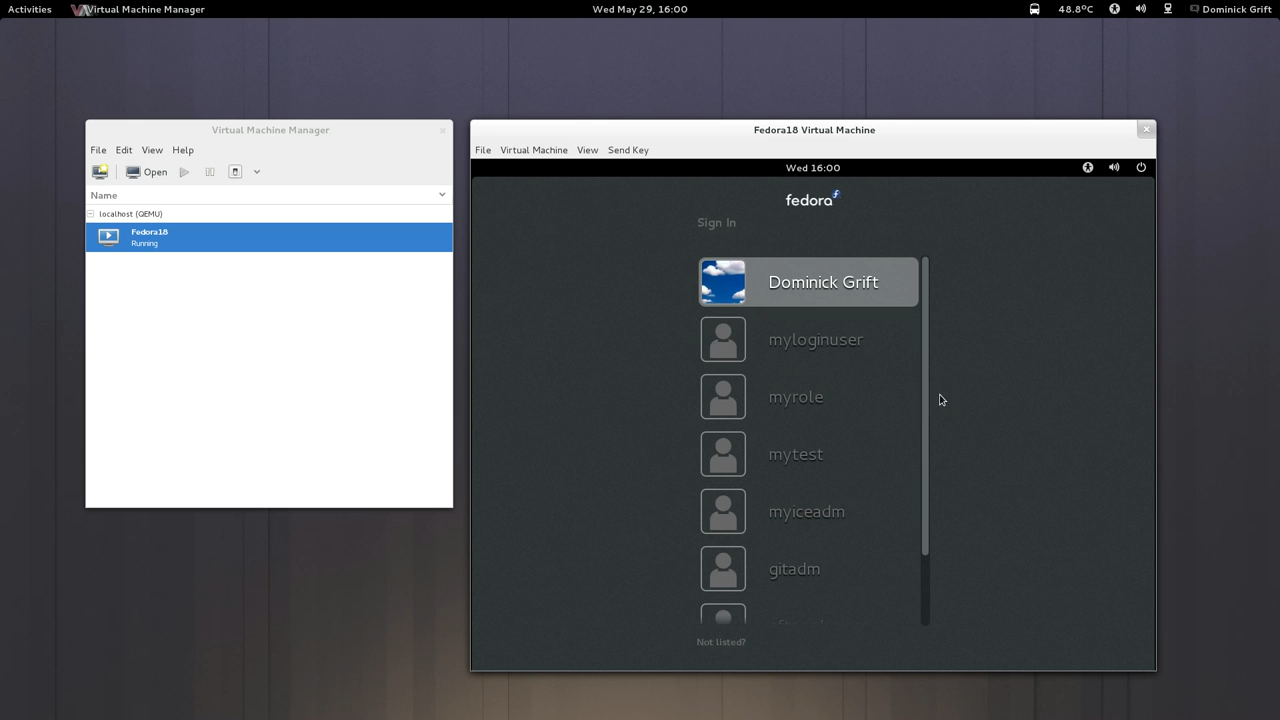 Activities
Virtual Machine Manager
Wed May 29, 16:00
48.8°C
Dominick Grift
Virtual Machine Manager
File Edit View Help
Open
Name
localhost (QEMU)
Fedora18
Running
Fedora18 Virtual Machine
File Virtual Machine View Send Key
Wed 16:00
fedora
Sign In
Dominick Grift
myloginuser
myrole
mytest
myiceadm
gitadm
Not listed?